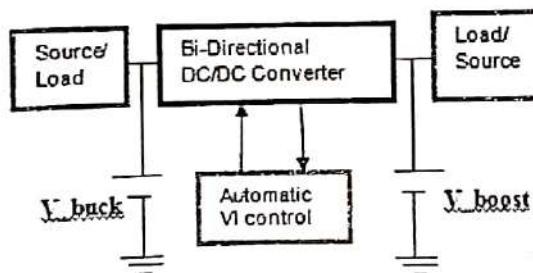 Source/
Load
Bi-Directional
DC/DC Converter
Load/
Source
Automatic
VI control
V_buck
V_boost